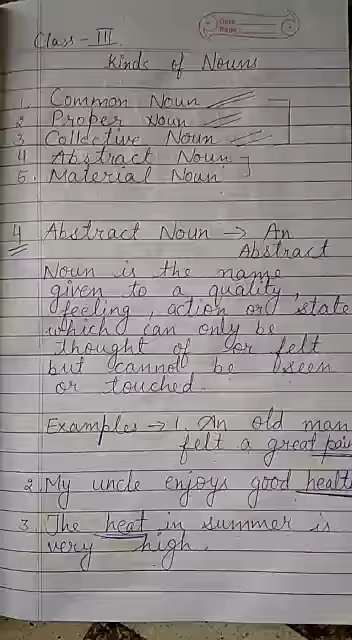 Date
Page
Class - III
Kinds of Nouns
1. Common Noun
2 Proper Noun
3 Collective Noun
4 Abstract Noun
5. Material Noun
4 Abstract Noun → An
Abstract
Noun is the name
given to a quality,
feeling, action or state
which can only be
thought of or felt
but cannot be seen
or touched.
Examples → 1. An old man
felt a great pain
2. My uncle enjoys good health
3. The heat in summer is
very high.